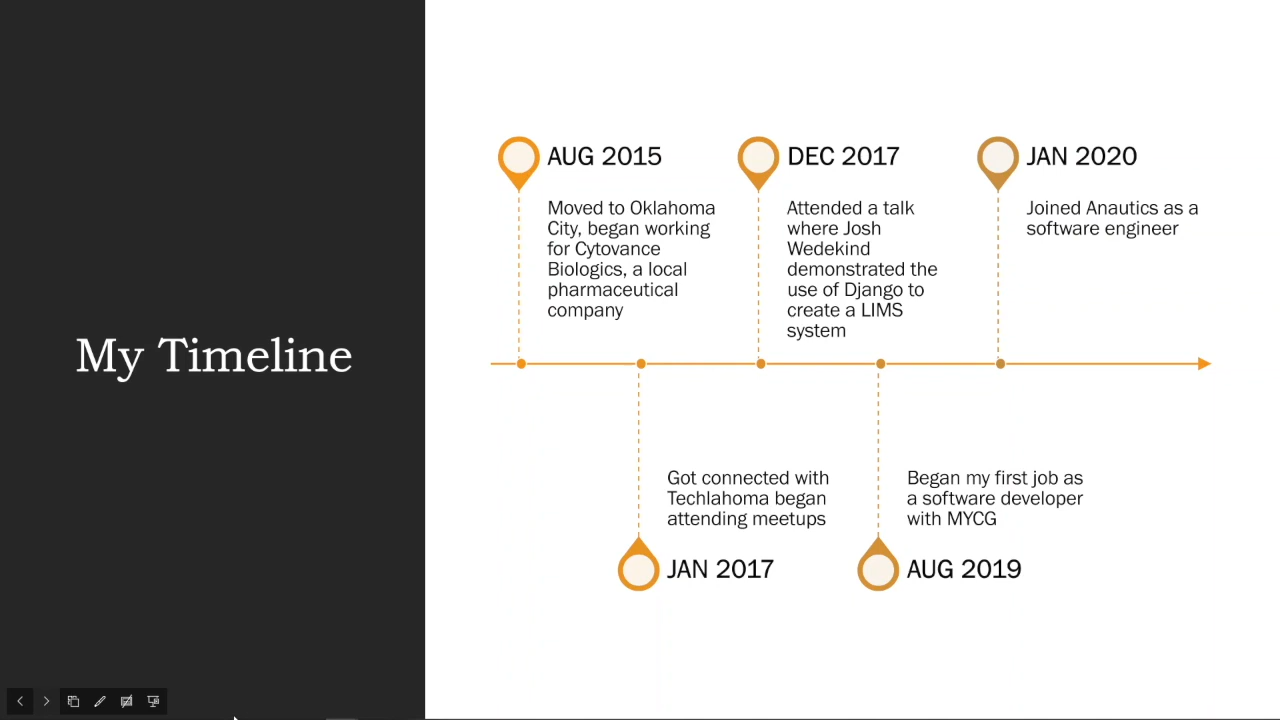 My Timeline
AUG 2015
Moved to Oklahoma
City, began working
for Cytovance
Biologics, a local
pharmaceutical
company
JAN 2017
Got connected with
Techlahoma began
attending meetups
DEC 2017
Attended a talk
where Josh
Wedekind
demonstrated the
use of Django to
create a LIMS
system
AUG 2019
Began my first job as
a software developer
with MYCG
JAN 2020
Joined Anautics as a
software engineer